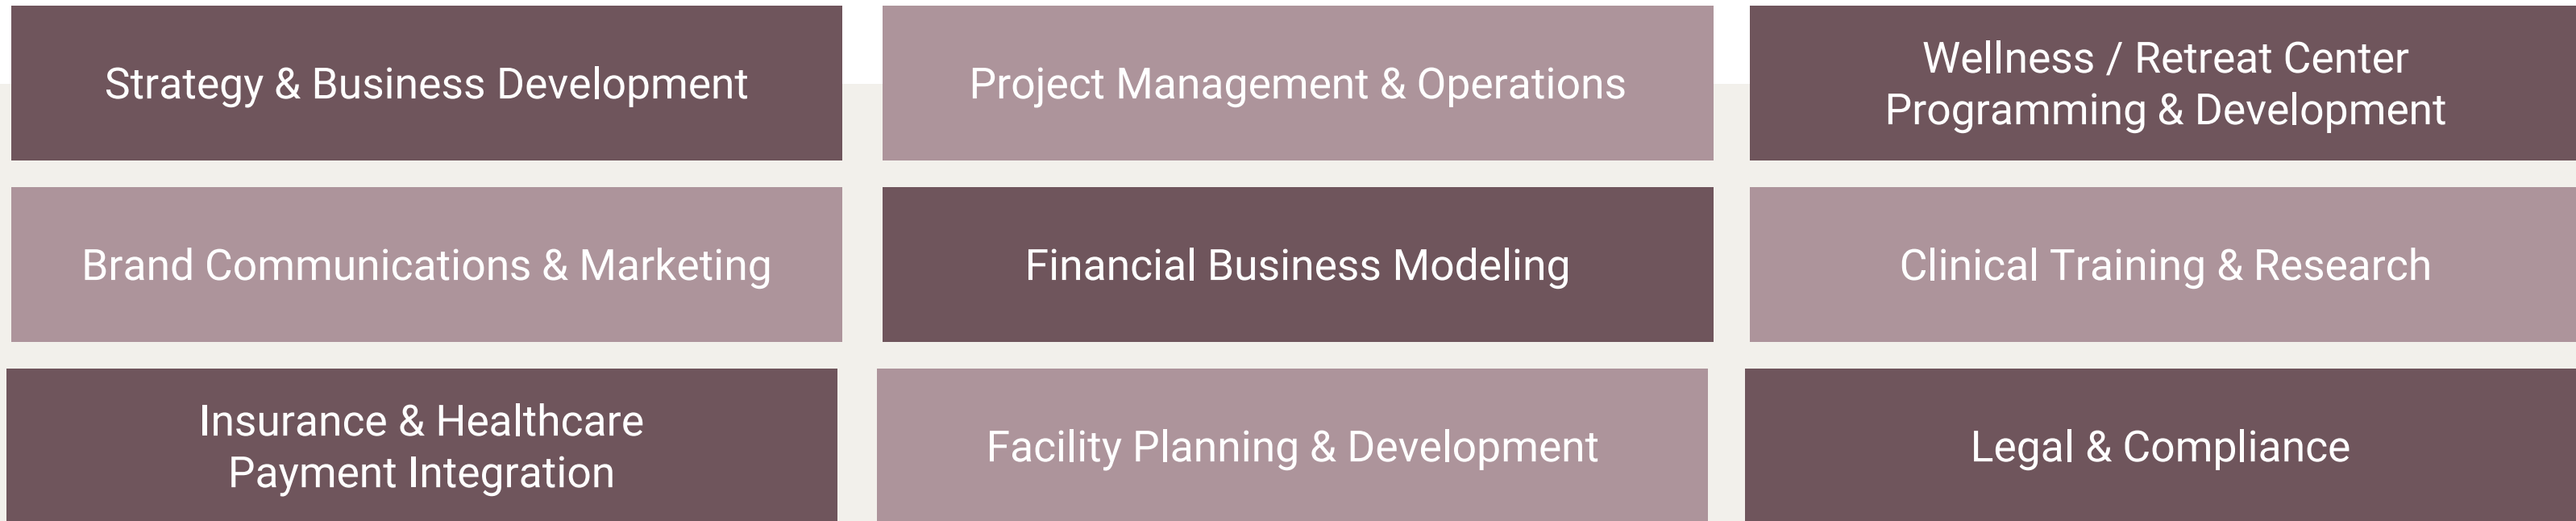 Strategy & Business Development
Project Management & Operations
Wellness / Retreat Center
Programming & Development
Brand Communications & Marketing
Financial Business Modeling
Clinical Training & Research
Insurance & Healthcare
Payment Integration
Facility Planning & Development
Legal & Compliance